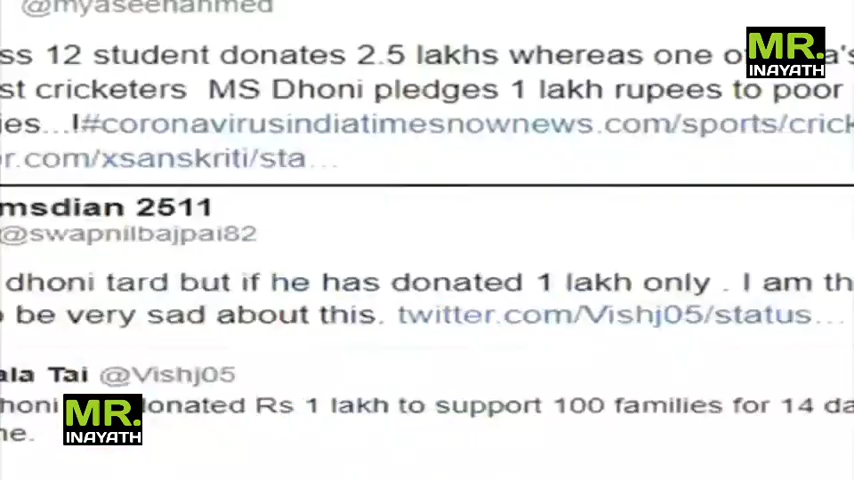 @myaseenahmed
ss 12 student donates 2.5 lakhs whereas one o a's
st cricketers MS Dhoni pledges 1 lakh rupees to poor
ies...!#coronavirusindiatimesnownews.com/sports/crick
r.com/xsanskriti/sta...
MR.
INAYATH
msdian 2511
@swapnilbajpai82
dhoni tard but if he has donated 1 lakh only . I am th
o be very sad about this. twitter.com/Vishj05/status...
ala Tai @Vishj05
honi donated Rs 1 lakh to support 100 families for 14 da
ne.
MR.
INAYATH